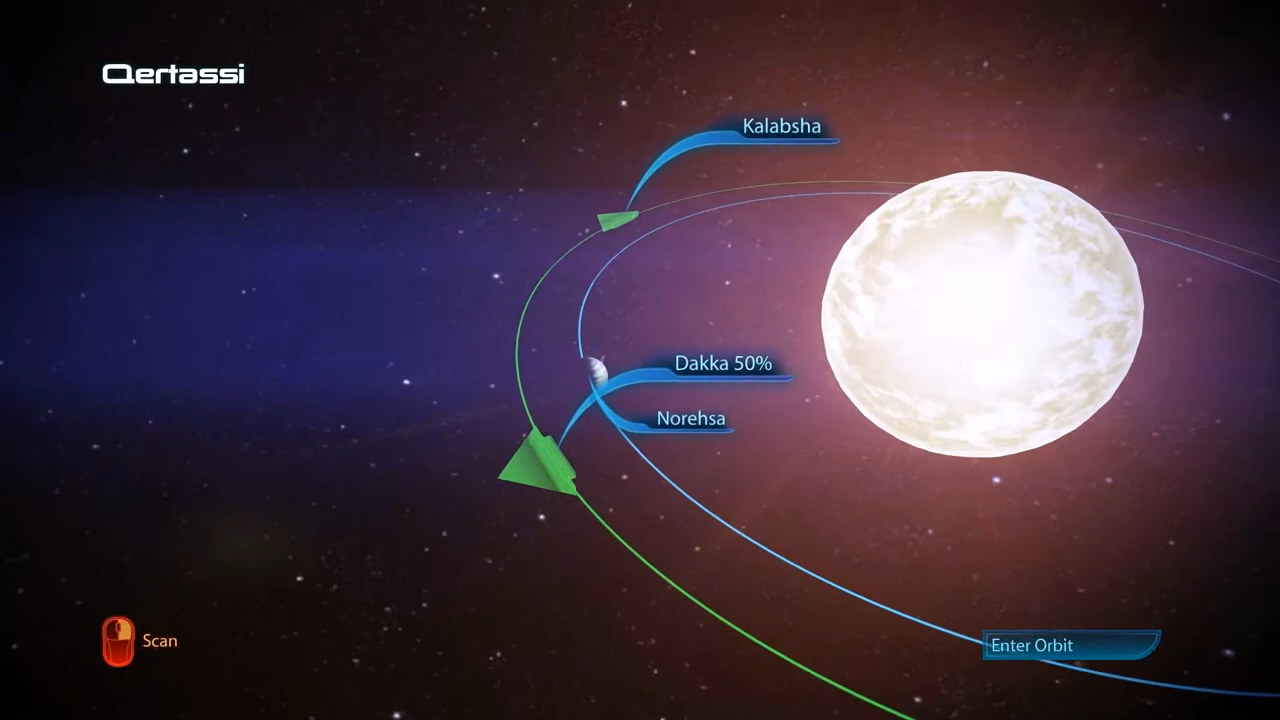 Qertassi
Kalabsha
Dakka 50%
Norehsa
Scan
Enter Orbit